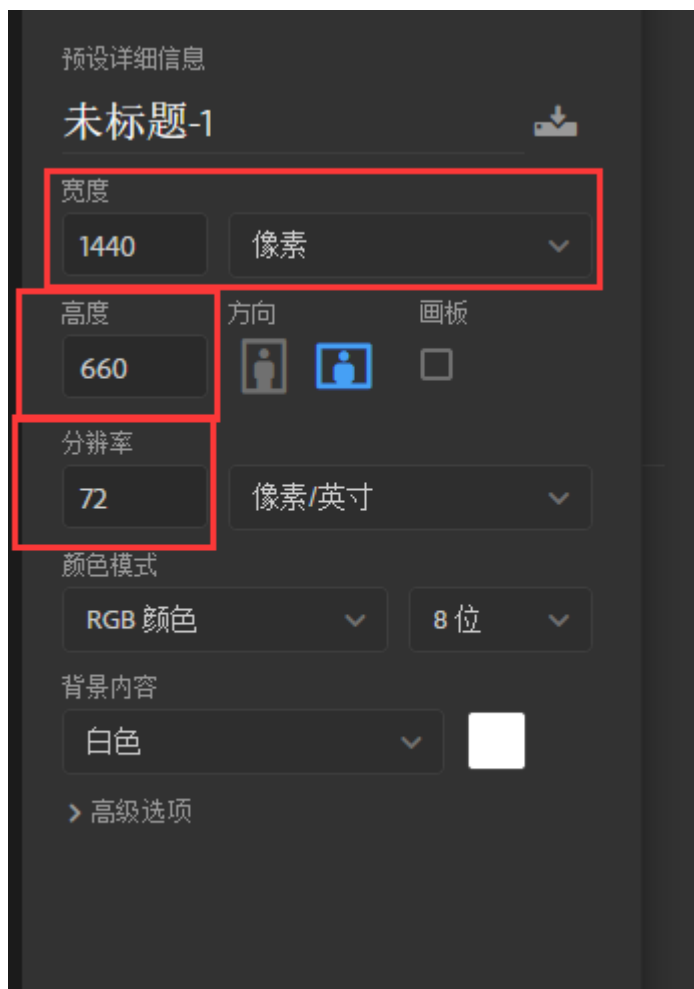 预设详细信息
未标题-1
宽度
1440 像素
高度 方向 画板
660
分辨率
72 像素/英寸
颜色模式
RGB 颜色 8 位
背景内容
白色
高级选项